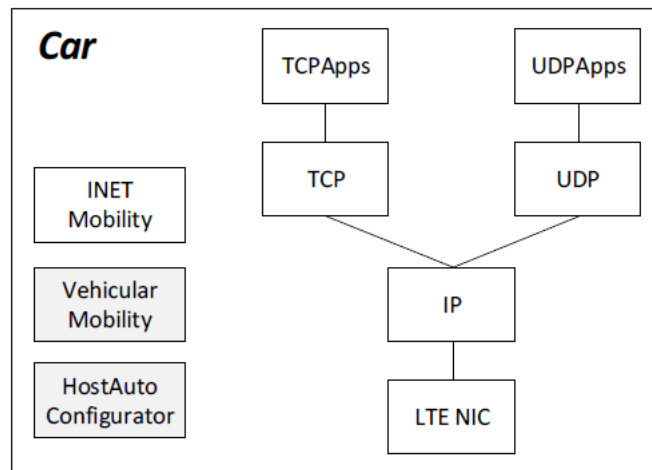 Car
TCPApps
UDPApps
TCP
UDP
INET
Mobility
Vehicular
Mobility
IP
HostAuto
Configurator
LTE NIC